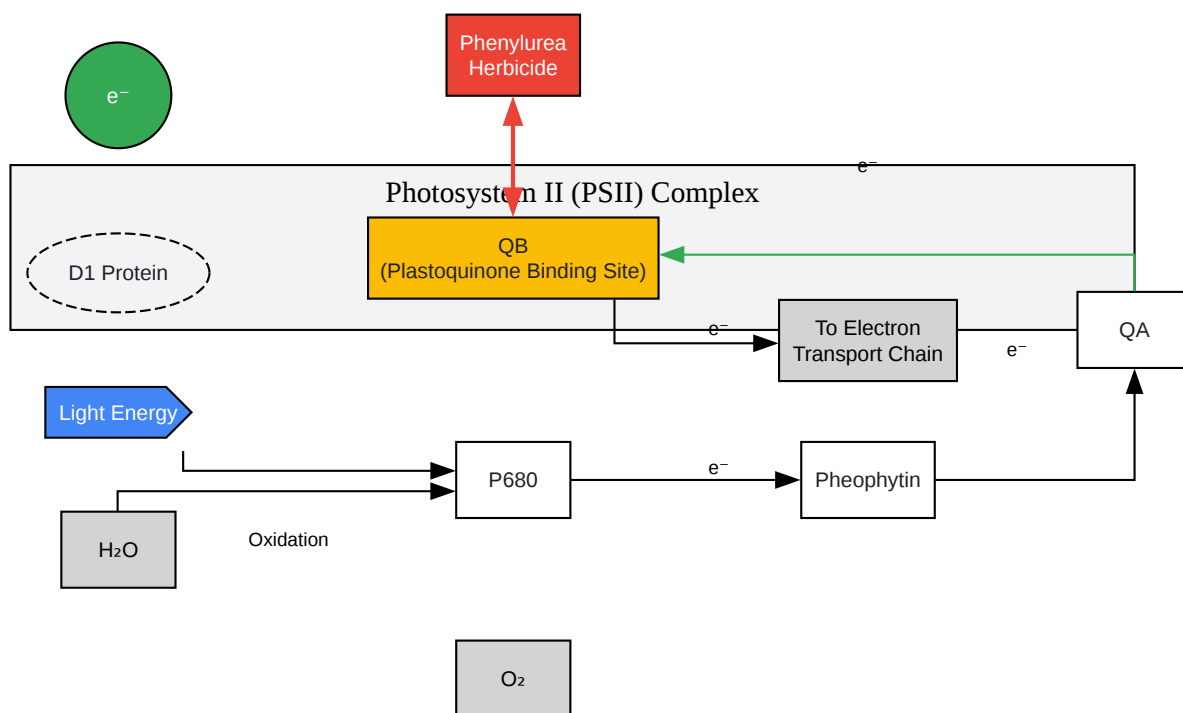 Phenylurea
Herbicide
e⁻
e⁻
Photosystem II (PSII) Complex
QB
(Plastoquinone Binding Site)
D1 Protein
e⁻
To Electron
Transport Chain
e⁻
QA
Light Energy
e⁻
P680
Pheophytin
Oxidation
H₂O
O₂